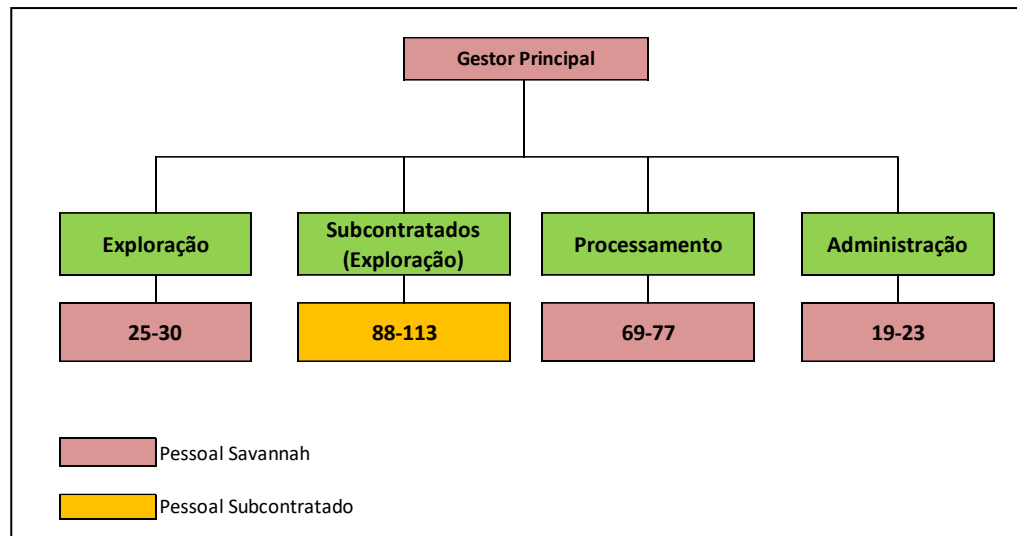 Gestor Principal
Exploração
Subcontratados
(Exploração)
Processamento
Administração
25-30
88-113
69-77
19-23
Pessoal Savannah
Pessoal Subcontratado